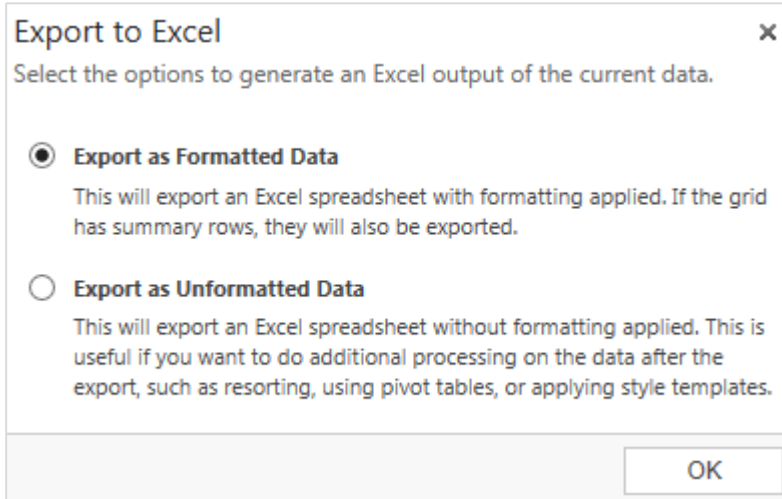 Export to Excel
Select the options to generate an Excel output of the current data.
Export as Formatted Data
This will export an Excel spreadsheet with formatting applied. If the grid
has summary rows, they will also be exported.
Export as Unformatted Data
This will export an Excel spreadsheet without formatting applied. This is
useful if you want to do additional processing on the data after the
export, such as resorting, using pivot tables, or applying style templates.
OK